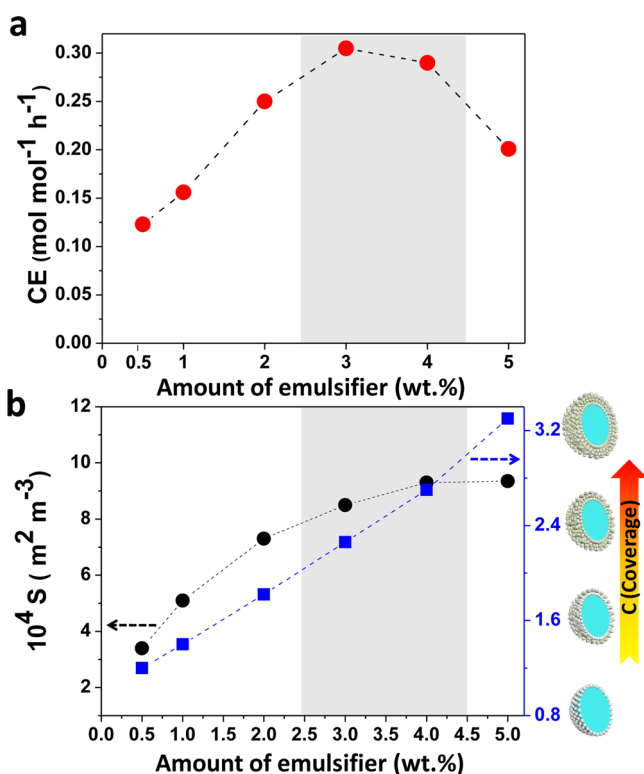 a
CE (mol mol⁻¹ h⁻¹)
0.30
0.25
0.20
0.15
0.10
0.05
0.00
0 0.5 1 2 3 4 5
Amount of emulsifier (wt.%)
b
10⁴ S ( m² m⁻³)
12
10
8
6
4
2
3.2
2.4
1.6
0.8
C (Coverage)
0.0 0.5 1.0 1.5 2.0 2.5 3.0 3.5 4.0 4.5 5.0
Amount of emulsifier (wt.%)